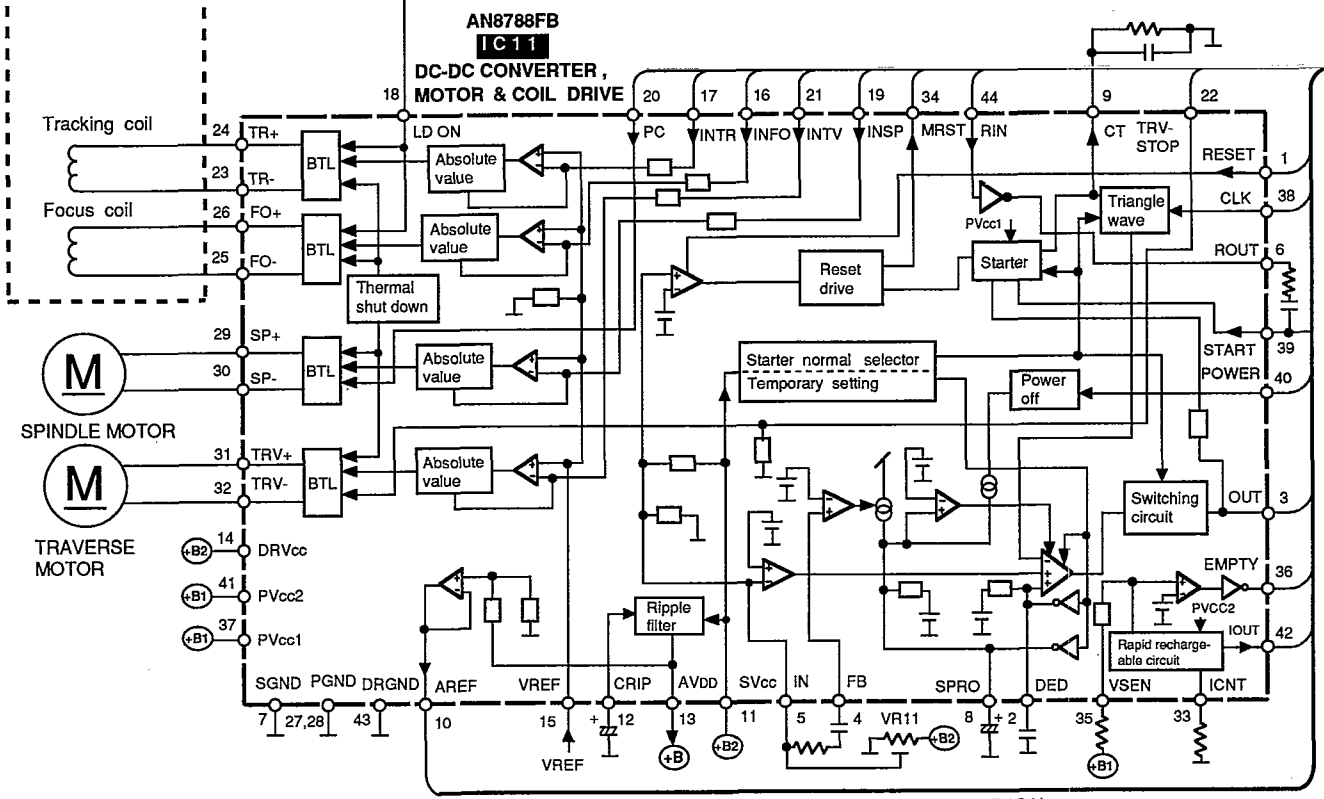 AN8788FB
IC11
DC-DC CONVERTER,
MOTOR & COIL DRIVE
18 20 17 16 21 19 34 44 9 22
LD ON PC INTR INFO INTV INSP MRST RIN CT TRV-STOP
Tracking coil
24 TR+
23 TR-
BTL
Absolute value
RESET 1
Triangle wave
CLK 38
Focus coil
26 FO+
25 FO-
BTL
Absolute value
PVcc1
Starter
ROUT 6
Thermal shut down
Reset drive
START 39
29 SP+
30 SP-
M
SPINDLE MOTOR
BTL
Absolute value
Starter normal selector
Temporary setting
Power off
POWER 40
31 TRV+
32 TRV-
M
TRAVERSE MOTOR
BTL
Absolute value
Switching circuit
OUT 3
+B2 14 DRVcc
+B1 41 PVcc2
+B1 37 PVcc1
Ripple filter
EMPTY 36
PVCC2
IOUT 42
Rapid recharge-able circuit
SGND PGND DRGND AREF VREF CRIP AVDD SVcc IN FB SPRO DED VSEN ICNT
7 27,28 43 10 15 + 12 13 11 5 4 8 + 2 35 33
VR11 +B2
VREF +B +B2 +B1